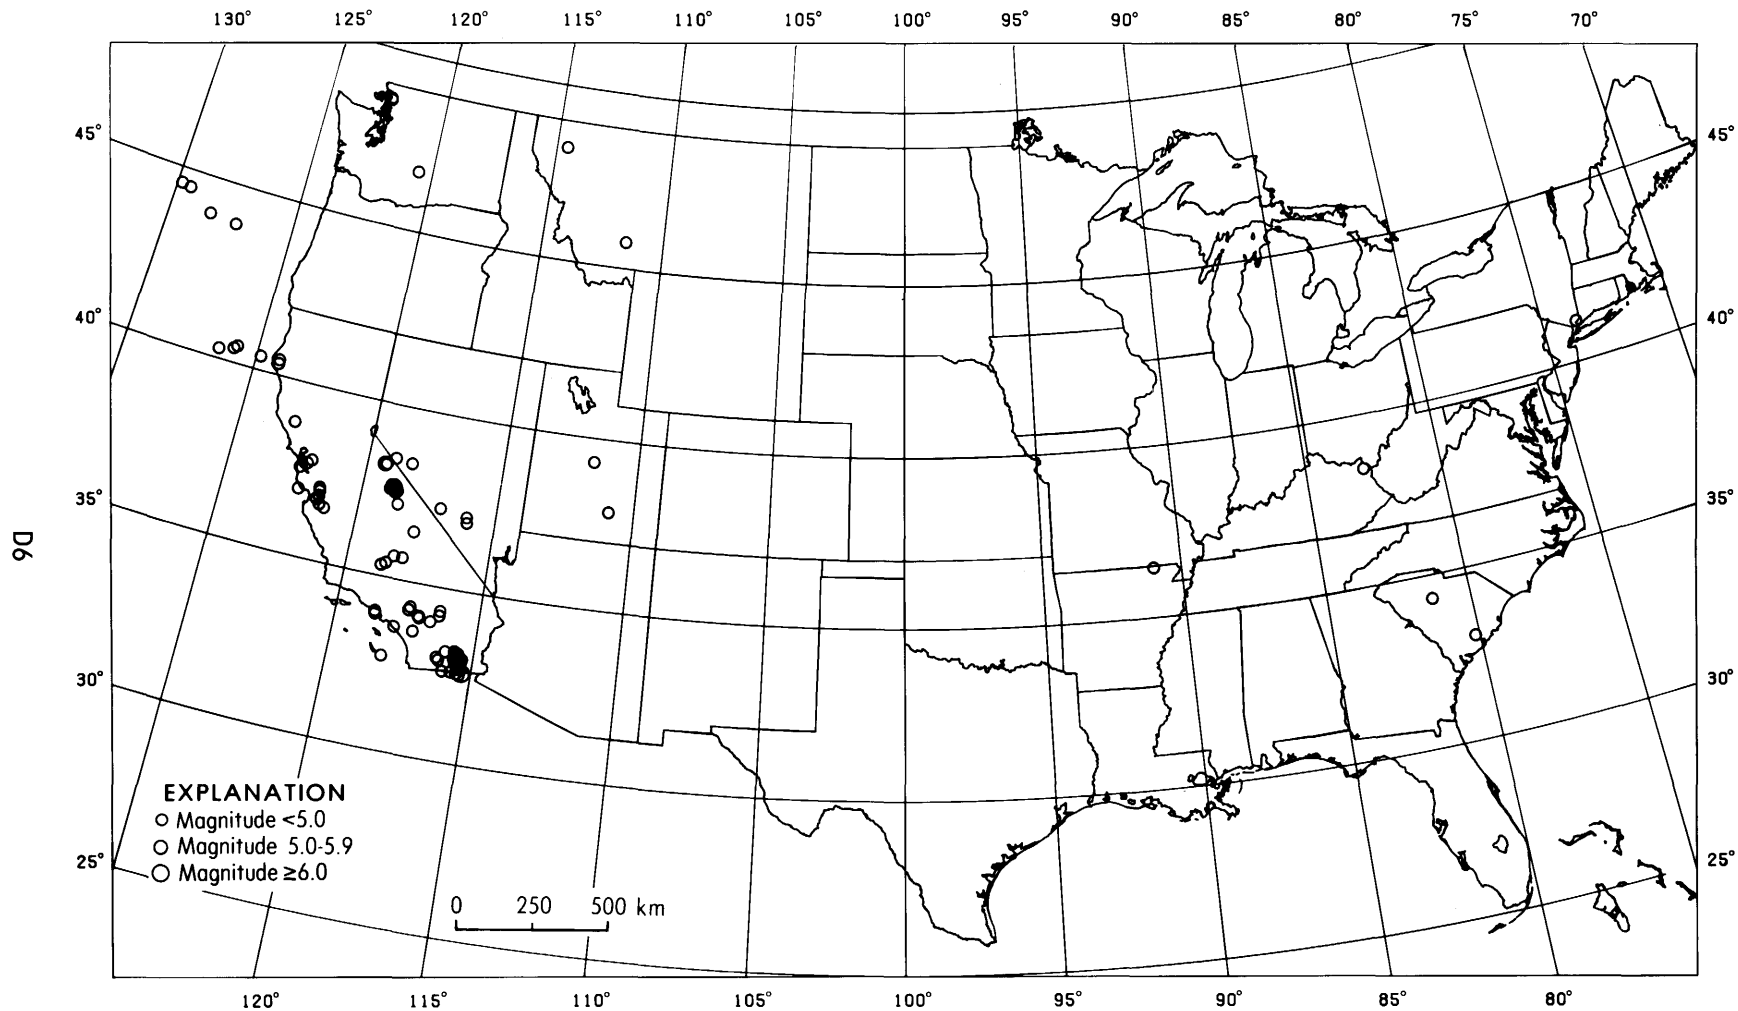 130° 125° 120° 115° 110° 105° 100° 95° 90° 85° 80° 75° 70°
45° 45°
40° 40°
35° 35°
D6
30° 30°
EXPLANATION
Magnitude <5.0
Magnitude 5.0-5.9
Magnitude ≥6.0
25° 25°
0 250 500 km
120° 115° 110° 105° 100° 95° 90° 85° 80°